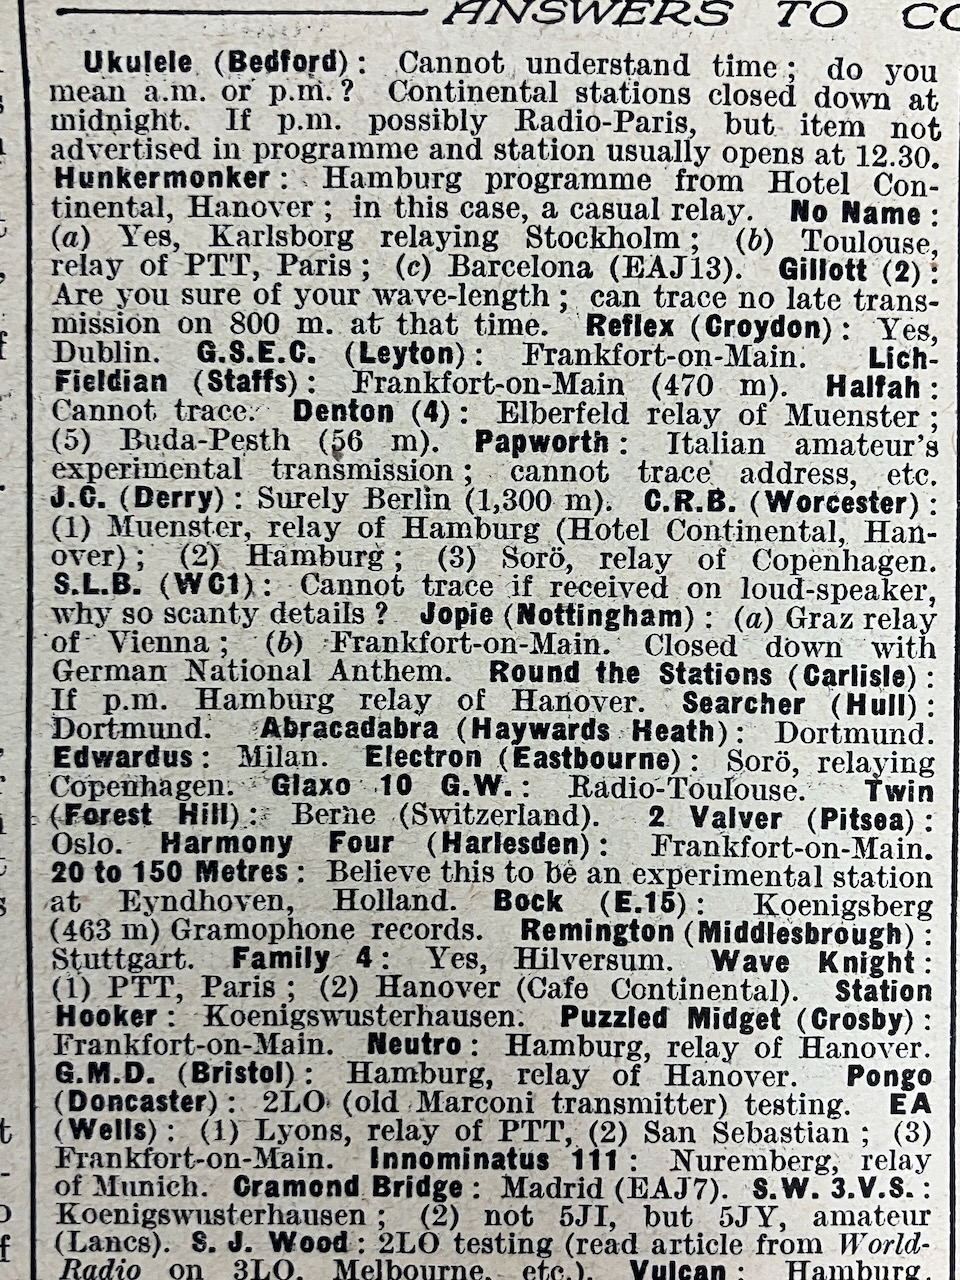 ANSWERS TO CO
Ukulele (Bedford): Cannot understand time; do you
mean a.m. or p.m.? Continental stations closed down at
midnight. If p.m. possibly Radio-Paris, but item not
advertised in programme and station usually opens at 12.30.
Hunkermonker: Hamburg programme from Hotel Con-
tinental, Hanover; in this case, a casual relay. No Name:
(a) Yes, Karlsborg relaying Stockholm; (b) Toulouse,
relay of PTT, Paris; (c) Barcelona (EAJ13). Gillott (2):
Are you sure of your wave-length; can trace no late trans-
mission on 800 m. at that time. Reflex (Croydon): Yes,
Dublin. G.S.E.C. (Leyton): Frankfort-on-Main. Lich-
Fieldian (Staffs): Frankfort-on-Main (470 m). Halfah:
Cannot trace. Denton (4): Elberfeld relay of Muenster;
(5) Buda-Pesth (56 m). Papworth: Italian amateur's
experimental transmission; cannot trace address, etc.
J.C. (Derry): Surely Berlin (1,300 m). C.R.B. (Worcester):
(1) Muenster, relay of Hamburg (Hotel Continental, Han-
over); (2) Hamburg; (3) Sorö, relay of Copenhagen.
S.L.B. (WC1): Cannot trace if received on loud-speaker,
why so scanty details? Jopie (Nottingham): (a) Graz relay
of Vienna; (b) Frankfort-on-Main. Closed down with
German National Anthem. Round the Stations (Carlisle):
If p.m. Hamburg relay of Hanover. Searcher (Hull):
Dortmund. Abracadabra (Haywards Heath): Dortmund.
Edwardus: Milan. Electron (Eastbourne): Sorö, relaying
Copenhagen. Glaxo 10 G.W.: Radio-Toulouse. Twin
(Forest Hill): Berne (Switzerland). 2 Valver (Pitsea):
Oslo. Harmony Four (Harlesden): Frankfort-on-Main.
20 to 150 Metres: Believe this to be an experimental station
at Eyndhoven, Holland. Bock (E.15): Koenigsberg
(463 m) Gramophone records. Remington (Middlesbrough):
Stuttgart. Family 4: Yes, Hilversum. Wave Knight:
(1) PTT, Paris; (2) Hanover (Cafe Continental). Station
Hooker: Koenigswusterhausen. Puzzled Midget (Crosby):
Frankfort-on-Main. Neutro: Hamburg, relay of Hanover.
G.M.D. (Bristol): Hamburg, relay of Hanover. Pongo
(Doncaster): 2LO (old Marconi transmitter) testing. EA
(Wells): (1) Lyons, relay of PTT, (2) San Sebastian; (3)
Frankfort-on-Main. Innominatus 111: Nuremberg, relay
of Munich. Cramond Bridge: Madrid (EAJ7). S.W. 3.V.S.:
Koenigswusterhausen; (2) not 5JI, but 5JY, amateur
(Lancs). S. J. Wood: 2LO testing (read article from World-
Radio on 3LO, Melbourne, etc.). Vulcan: Hamburg,